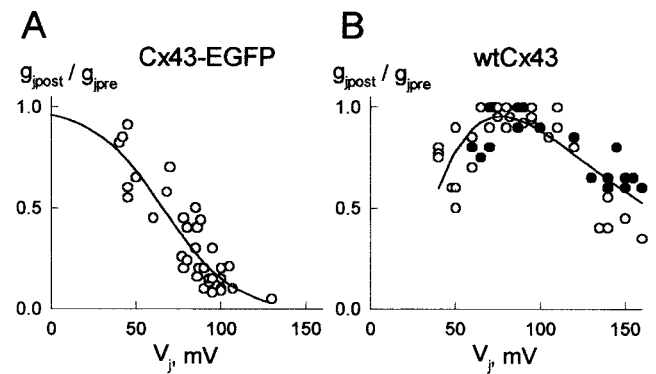 A
B
Cx43-EGFP
wtCx43
gjpost / gjpre
gjpost / gjpre
1.0
0.5
0.0
0 50 100 150
Vj, mV
1.0
0.5
0.0
0 50 100 150
Vj, mV